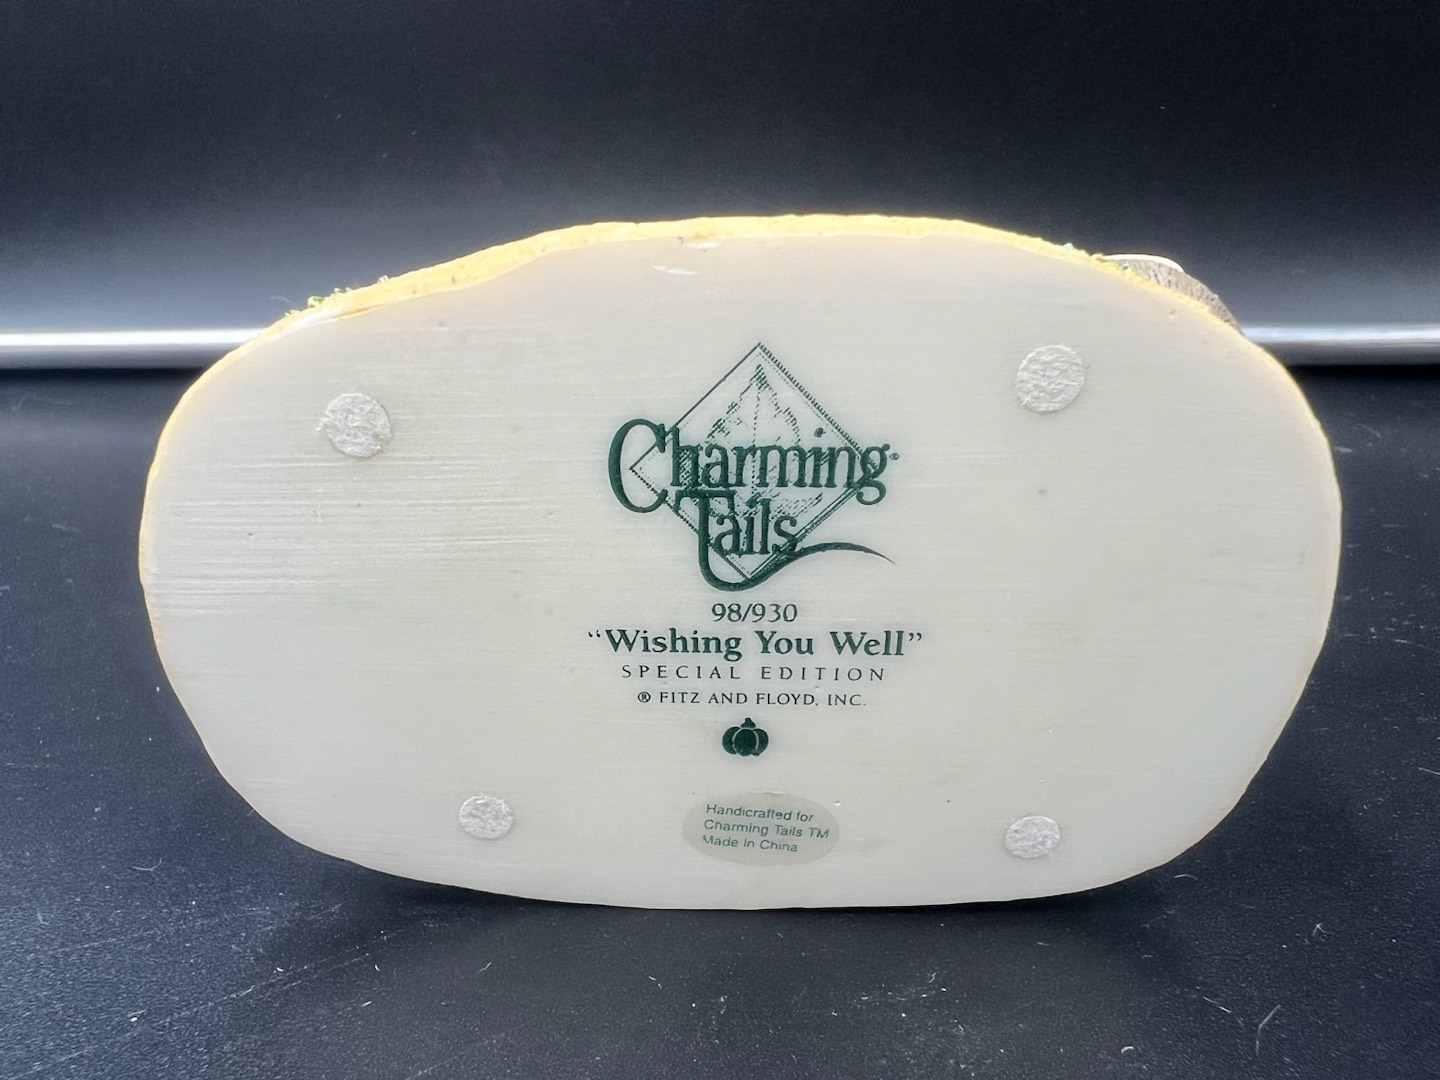 Charming®
Tails
98/930
“Wishing You Well”
SPECIAL EDITION
® FITZ AND FLOYD, INC.
Handicrafted for
Charming Tails TM
Made In China